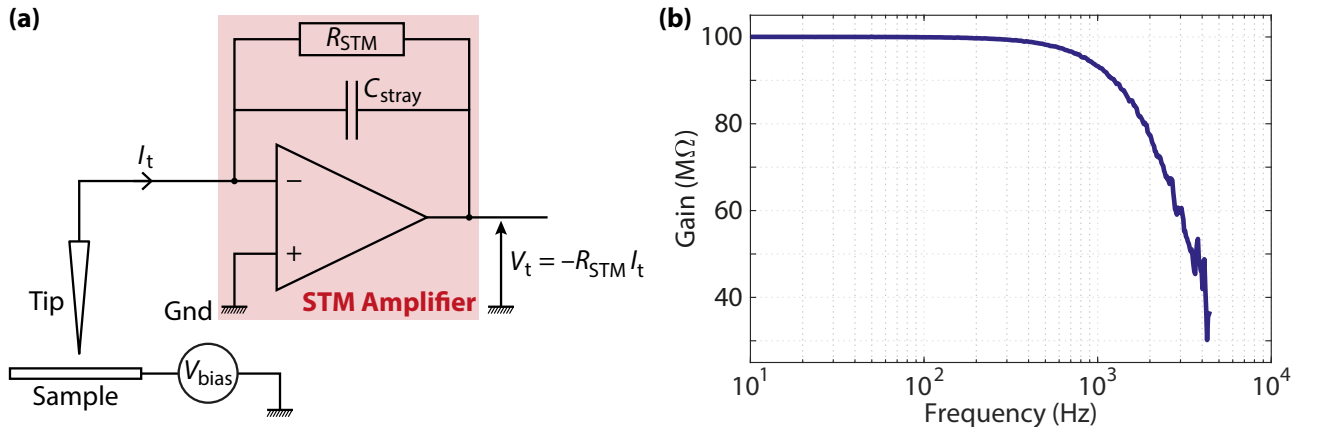 (a)
R_STM
C_stray
I_t
−
+
V_t = −R_STM I_t
STM Amplifier
Gnd
Tip
V_bias
Sample
(b)
100
80
60
40
Gain (MΩ)
10^1
10^2
10^3
10^4
Frequency (Hz)